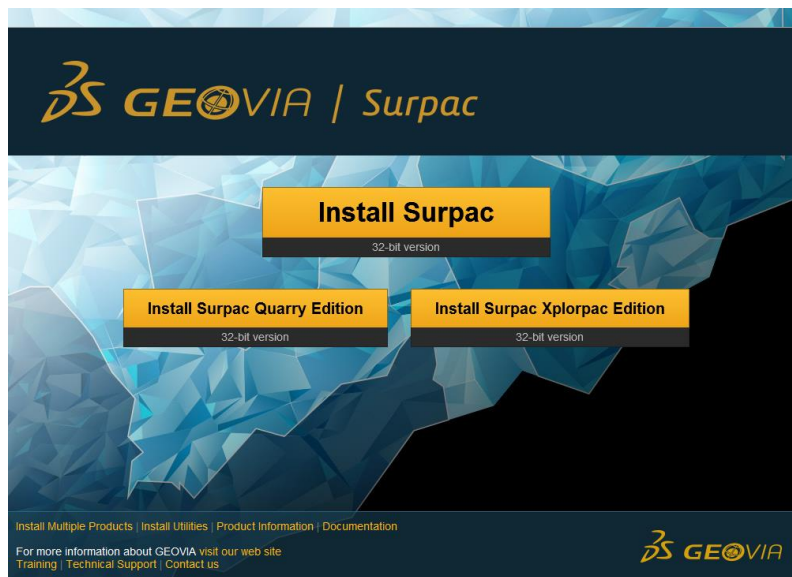 3DS GEOVIA | Surpac
Install Surpac
32-bit version
Install Surpac Quarry Edition
32-bit version
Install Surpac Xplorpac Edition
32-bit version
Install Multiple Products | Install Utilities | Product Information | Documentation
For more information about GEOVIA visit our web site
Training | Technical Support | Contact us
3DS GEOVIA